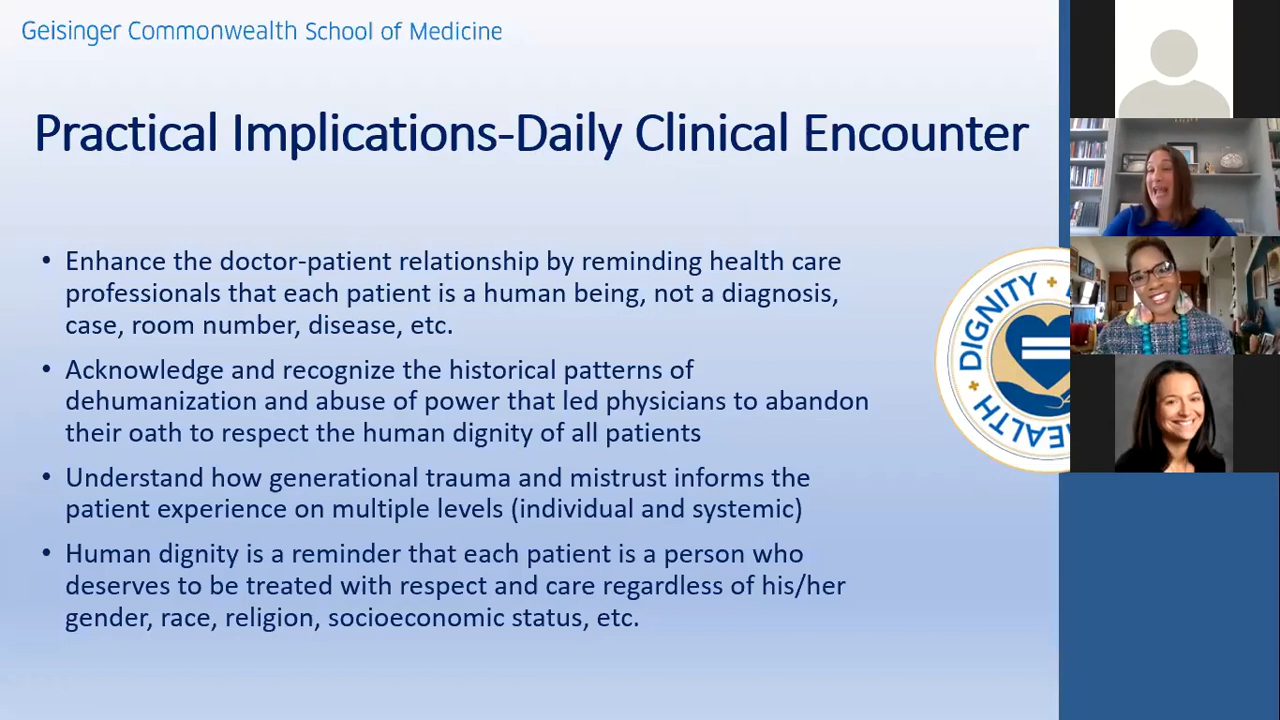 Geisinger Commonwealth School of Medicine
Practical Implications-Daily Clinical Encounter
• Enhance the doctor-patient relationship by reminding health care
professionals that each patient is a human being, not a diagnosis,
case, room number, disease, etc.
• Acknowledge and recognize the historical patterns of
dehumanization and abuse of power that led physicians to abandon
their oath to respect the human dignity of all patients
• Understand how generational trauma and mistrust informs the
patient experience on multiple levels (individual and systemic)
• Human dignity is a reminder that each patient is a person who
deserves to be treated with respect and care regardless of his/her
gender, race, religion, socioeconomic status, etc.
DIGNITY
HEALTH